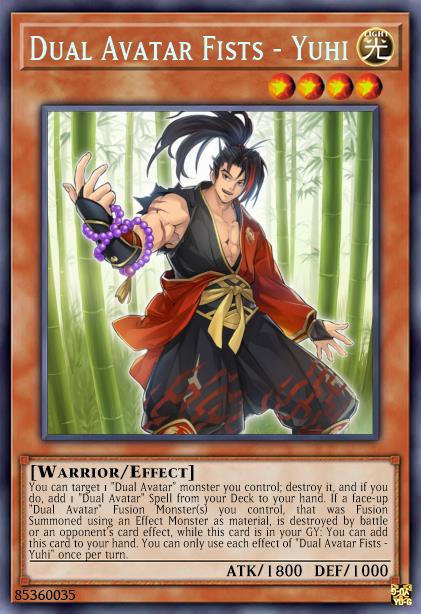 DUAL AVATAR FISTS - YUHI
LIGHT
光
[WARRIOR/EFFECT]
You can target 1 "Dual Avatar" monster you control; destroy it, and if you
do, add 1 "Dual Avatar" Spell from your Deck to your hand. If a face-up
"Dual Avatar" Fusion Monster(s) you control, that was Fusion
Summoned using an Effect Monster as material, is destroyed by battle
or an opponent's card effect, while this card is in your GY: You can add
this card to your hand. You can only use each effect of "Dual Avatar Fists -
Yuhi" once per turn.
ATK/1800 DEF/1000
85360035